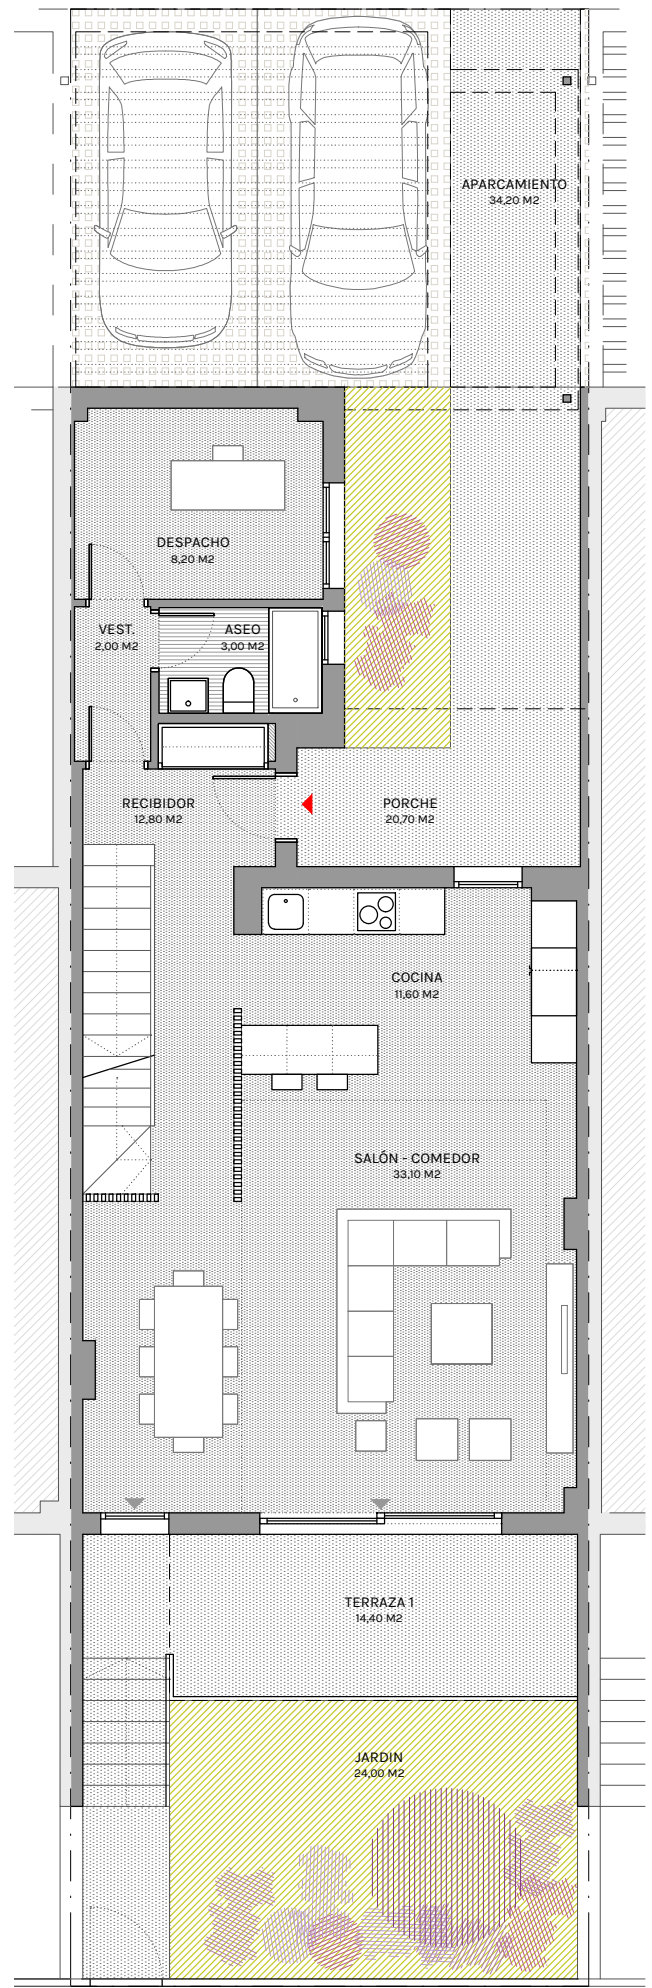 APARCAMIENTO
34,20 M2
DESPACHO
8,20 M2
VEST.
2,00 M2
ASEO
3,00 M2
RECIBIDOR
12,80 M2
PORCHE
20,70 M2
COCINA
11,60 M2
SALÓN - COMEDOR
33,10 M2
TERRAZA 1
14,40 M2
JARDIN
24,00 M2